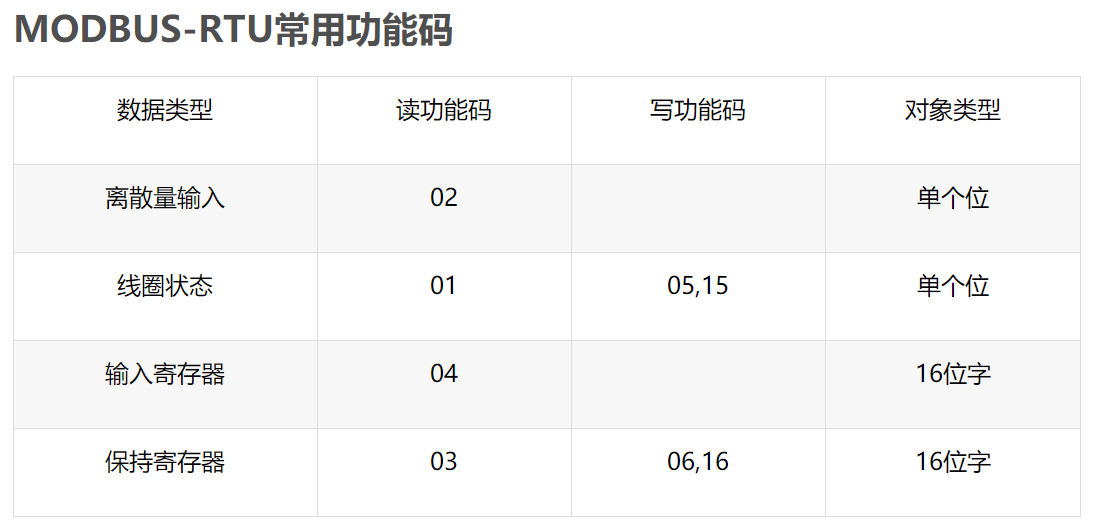 MODBUS-RTU常用功能码
数据类型 读功能码 写功能码 对象类型
离散量输入 02 单个位
线圈状态 01 05,15 单个位
输入寄存器 04 16位字
保持寄存器 03 06,16 16位字